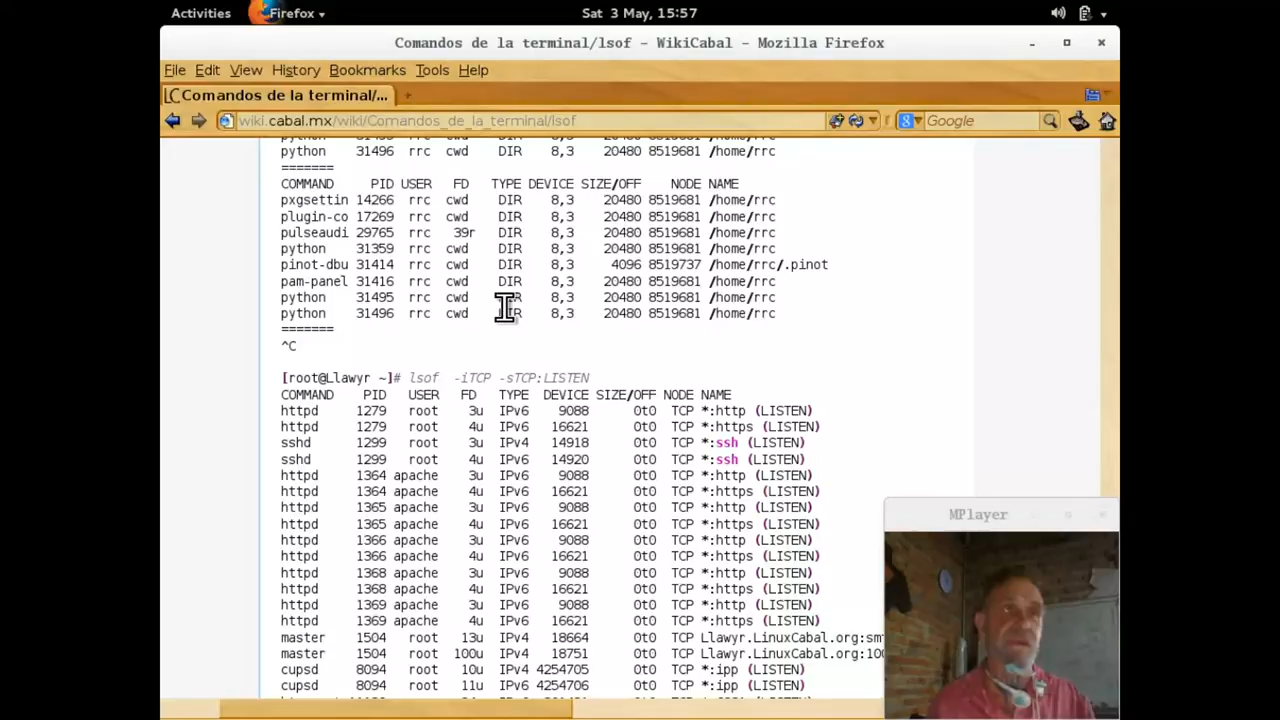 Activities Firefox Sat 3 May, 15:57
Comandos de la terminal/lsof - WikiCabal - Mozilla Firefox
File Edit View History Bookmarks Tools Help
Comandos de la terminal/...
wiki.cabal.mx/wiki/Comandos_de_la_terminal/lsof Google
python 31496 rrc cwd DIR 8,3 20480 8519681 /home/rrc
=======
COMMAND PID USER FD TYPE DEVICE SIZE/OFF NODE NAME
pxgsettin 14266 rrc cwd DIR 8,3 20480 8519681 /home/rrc
plugin-co 17269 rrc cwd DIR 8,3 20480 8519681 /home/rrc
pulseaudi 29765 rrc 39r DIR 8,3 20480 8519681 /home/rrc
python 31359 rrc cwd DIR 8,3 20480 8519681 /home/rrc
pinot-dbu 31414 rrc cwd DIR 8,3 4096 8519737 /home/rrc/.pinot
pam-panel 31416 rrc cwd DIR 8,3 20480 8519681 /home/rrc
python 31495 rrc cwd DIR 8,3 20480 8519681 /home/rrc
python 31496 rrc cwd DIR 8,3 20480 8519681 /home/rrc
=======
^C
[root@Llawyr ~]# lsof -iTCP -sTCP:LISTEN
COMMAND PID USER FD TYPE DEVICE SIZE/OFF NODE NAME
httpd 1279 root 3u IPv6 9088 0t0 TCP *:http (LISTEN)
httpd 1279 root 4u IPv6 16621 0t0 TCP *:https (LISTEN)
sshd 1299 root 3u IPv4 14918 0t0 TCP *:ssh (LISTEN)
sshd 1299 root 4u IPv6 14920 0t0 TCP *:ssh (LISTEN)
httpd 1364 apache 3u IPv6 9088 0t0 TCP *:http (LISTEN)
httpd 1364 apache 4u IPv6 16621 0t0 TCP *:https (LISTEN)
httpd 1365 apache 3u IPv6 9088 0t0 TCP *:http (LISTEN)
httpd 1365 apache 4u IPv6 16621 0t0 TCP *:https (LISTEN)
httpd 1366 apache 3u IPv6 9088 0t0 TCP *:http (LISTEN)
httpd 1366 apache 4u IPv6 16621 0t0 TCP *:https (LISTEN)
httpd 1368 apache 3u IPv6 9088 0t0 TCP *:http (LISTEN)
httpd 1368 apache 4u IPv6 16621 0t0 TCP *:https (LISTEN)
httpd 1369 apache 3u IPv6 9088 0t0 TCP *:http (LISTEN)
httpd 1369 apache 4u IPv6 16621 0t0 TCP *:https (LISTEN)
master 1504 root 13u IPv4 18664 0t0 TCP Llawyr.LinuxCabal.org:sm
master 1504 root 100u IPv4 18751 0t0 TCP Llawyr.LinuxCabal.org:10
cupsd 8094 root 10u IPv4 4254705 0t0 TCP *:ipp (LISTEN)
cupsd 8094 root 11u IPv6 4254706 0t0 TCP *:ipp (LISTEN)
MPlayer